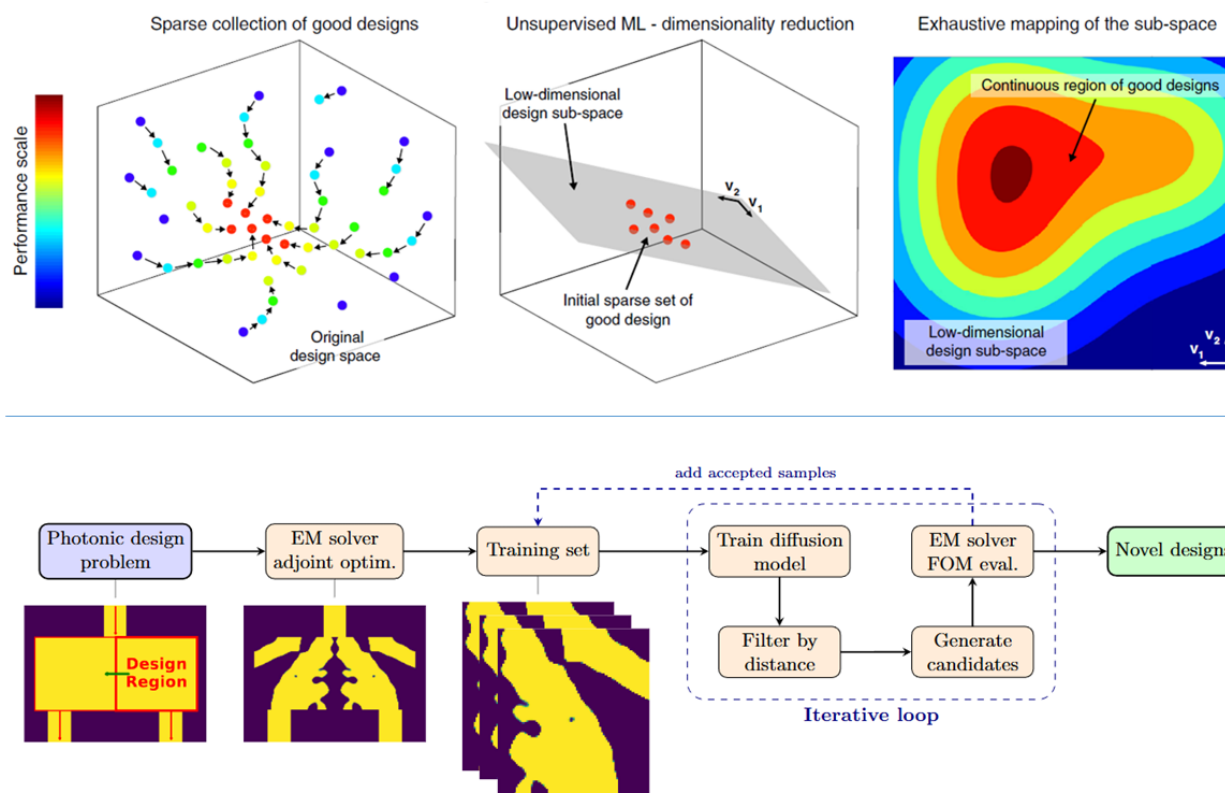 Sparse collection of good designs
Unsupervised ML - dimensionality reduction
Exhaustive mapping of the sub-space
Performance scale
Original
design space
Low-dimensional
design sub-space
V2
V1
Initial sparse set of
good design
Continuous region of good designs
Low-dimensional
design sub-space
V2
V1
add accepted samples
Photonic design
problem
EM solver
adjoint optim.
Training set
Train diffusion
model
EM solver
FOM eval.
Novel designs
Filter by
distance
Generate
candidates
Iterative loop
Design
Region